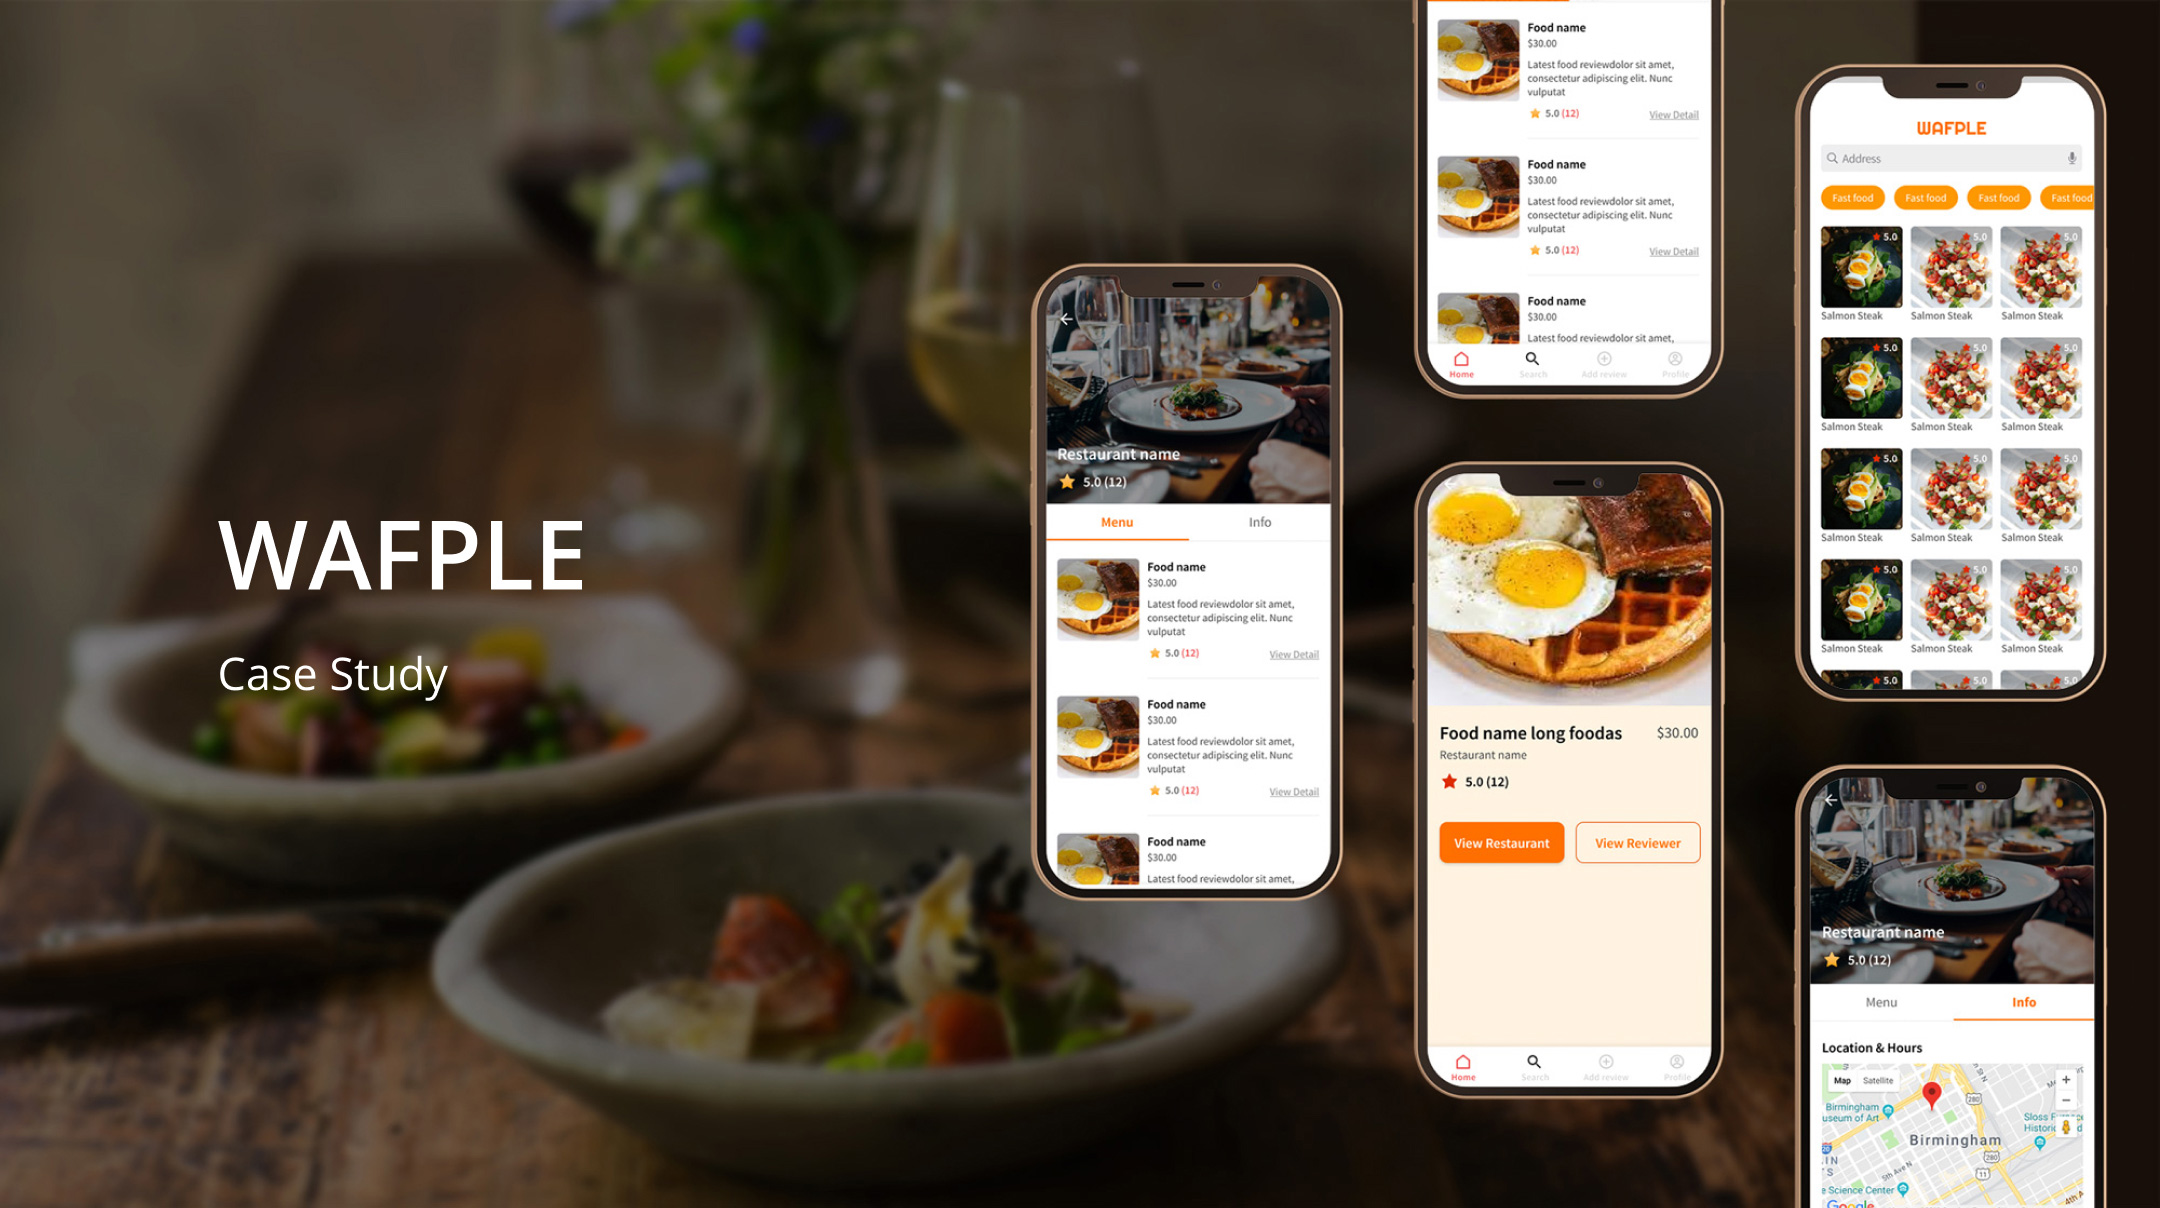 WAFPLE
Case Study
Restaurant name
5.0 (12)
Menu
Info
Food name
$30.00
Latest food reviewdolor sit amet,
consectetur adipiscing elit. Nunc
vulputat
5.0 (12)
View Detail
Food name
$30.00
Latest food reviewdolor sit amet,
consectetur adipiscing elit. Nunc
vulputat
5.0 (12)
View Detail
Food name
$30.00
Latest food reviewdolor sit amet,
Food name
$30.00
Latest food reviewdolor sit amet,
consectetur adipiscing elit. Nunc
vulputat
5.0 (12)
View Detail
Food name
$30.00
Latest food reviewdolor sit amet,
consectetur adipiscing elit. Nunc
vulputat
5.0 (12)
View Detail
Food name
$30.00
Latest food reviewdolor sit amet,
Home Search Add review Profile
Food name long foodas $30.00
Restaurant name
5.0 (12)
View Restaurant View Reviewer
Home Search Add review Profile
WAFPLE
Address
Fast food Fast food Fast food Fast food
5.0 5.0 5.0
Salmon Steak Salmon Steak Salmon Steak
5.0 5.0 5.0
Salmon Steak Salmon Steak Salmon Steak
5.0 5.0 5.0
Salmon Steak Salmon Steak Salmon Steak
5.0 5.0 5.0
Salmon Steak Salmon Steak Salmon Steak
5.0 5.0 5.0
Restaurant name
5.0 (12)
Menu Info
Location & Hours
Map Satellite
280
Birmingham
useum of Art
Sloss
Historic
Birmingham
280
11
5th Ave N
e Science Center
4th A
Google